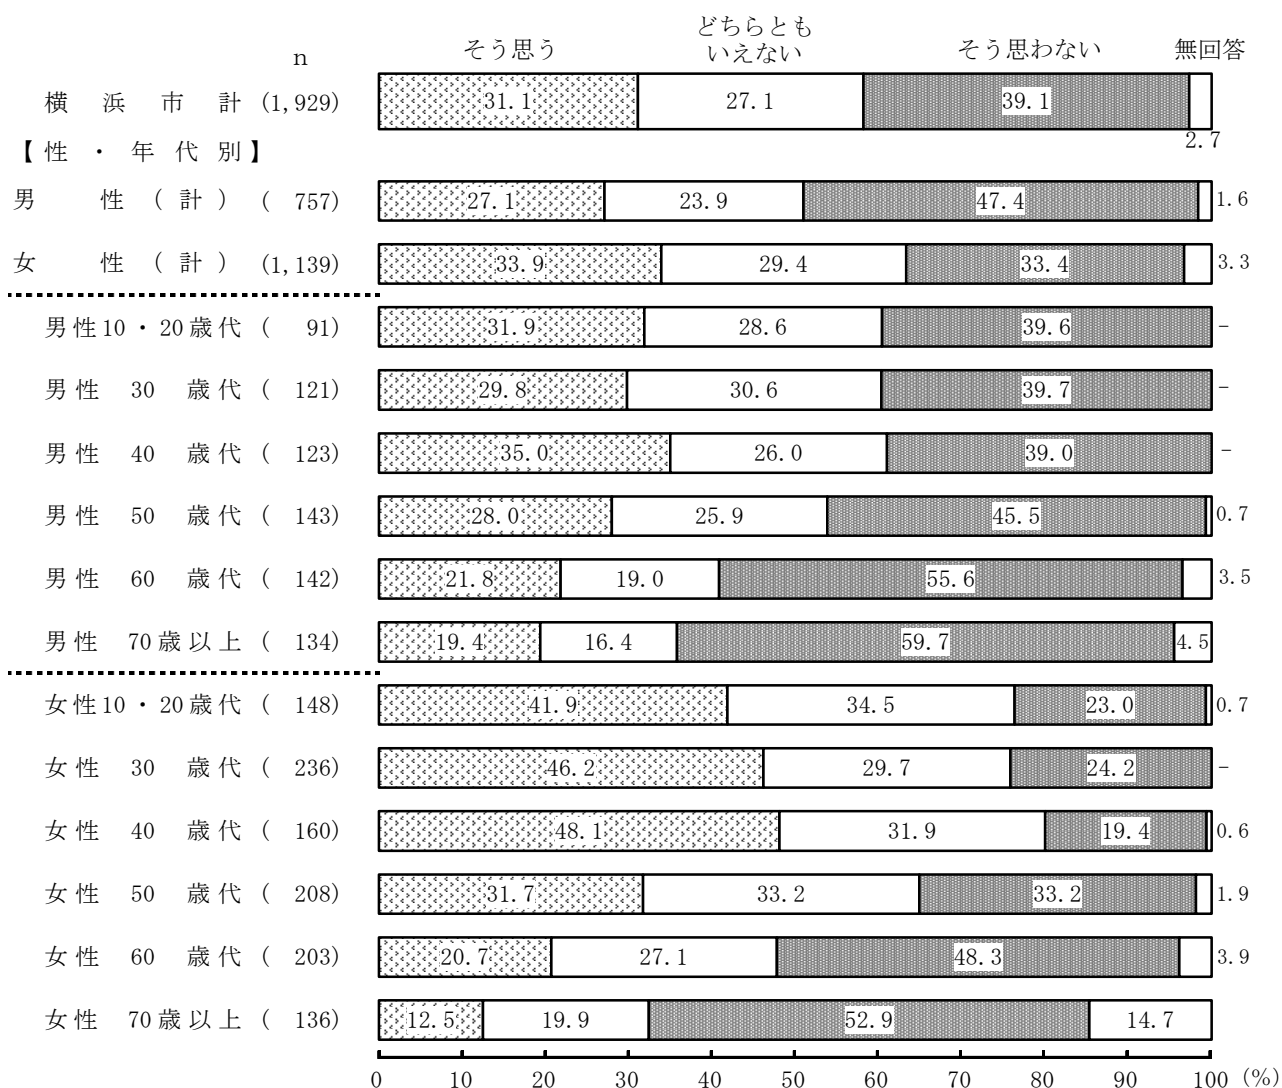 n そう思う どちらとも いえない そう思わない 無回答
横浜市計 (1,929) 31.1 27.1 39.1 2.7
【性・年代別】
男性（計） ( 757) 27.1 23.9 47.4 1.6
女性（計） (1,139) 33.9 29.4 33.4 3.3
男性10・20歳代 ( 91) 31.9 28.6 39.6 -
男性 30 歳代 ( 121) 29.8 30.6 39.7 -
男性 40 歳代 ( 123) 35.0 26.0 39.0 -
男性 50 歳代 ( 143) 28.0 25.9 45.5 0.7
男性 60 歳代 ( 142) 21.8 19.0 55.6 3.5
男性 70歳以上 ( 134) 19.4 16.4 59.7 4.5
女性10・20歳代 ( 148) 41.9 34.5 23.0 0.7
女性 30 歳代 ( 236) 46.2 29.7 24.2 -
女性 40 歳代 ( 160) 48.1 31.9 19.4 0.6
女性 50 歳代 ( 208) 31.7 33.2 33.2 1.9
女性 60 歳代 ( 203) 20.7 27.1 48.3 3.9
女性 70歳以上 ( 136) 12.5 19.9 52.9 14.7
0 10 20 30 40 50 60 70 80 90 100 (%)